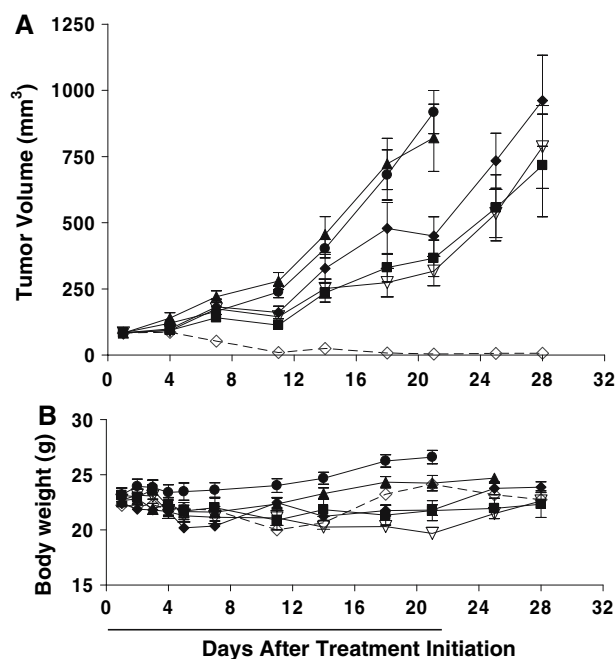 A
1250
1000
750
500
250
0
Tumor Volume (mm³)
0 4 8 12 14 16 20 24 28 32
B
30
25
20
15
Body weight (g)
0 4 8 12 16 20 24 28 32
Days After Treatment Initiation